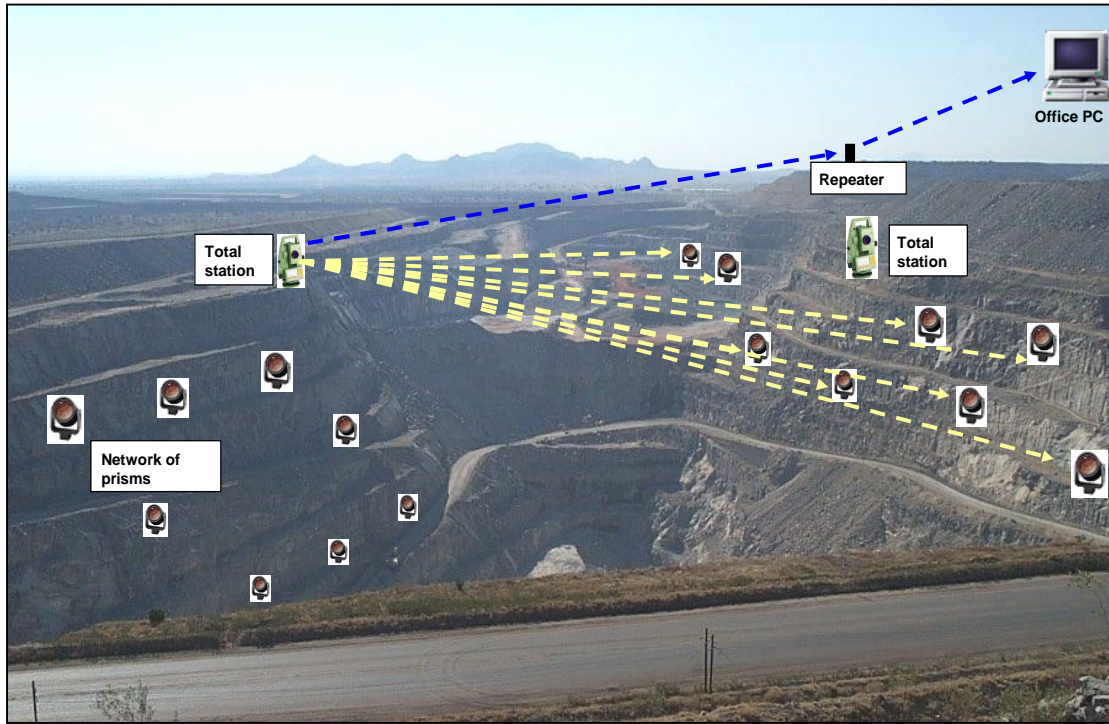 Office PC
Repeater
Total
station
Total
station
Network of
prisms